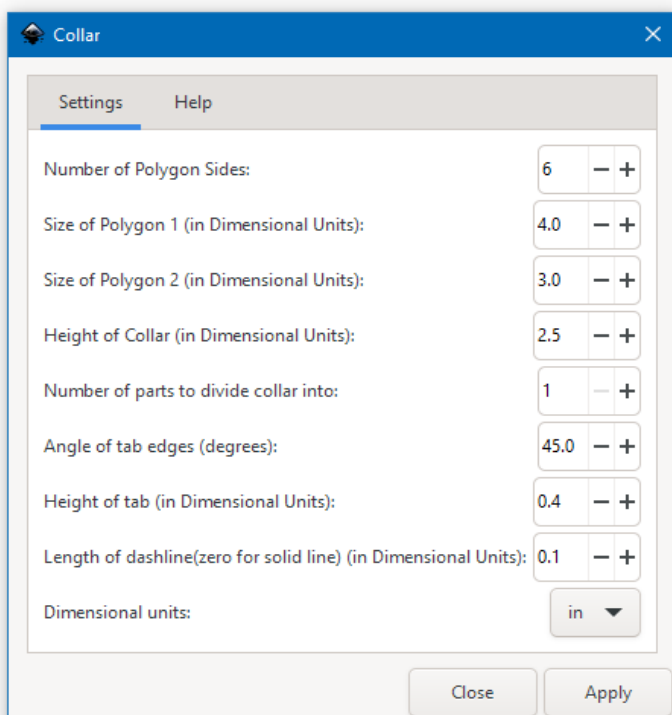 Collar
Settings Help
Number of Polygon Sides: 6
Size of Polygon 1 (in Dimensional Units): 4.0
Size of Polygon 2 (in Dimensional Units): 3.0
Height of Collar (in Dimensional Units): 2.5
Number of parts to divide collar into: 1
Angle of tab edges (degrees): 45.0
Height of tab (in Dimensional Units): 0.4
Length of dashline(zero for solid line) (in Dimensional Units): 0.1
Dimensional units: in
Close Apply